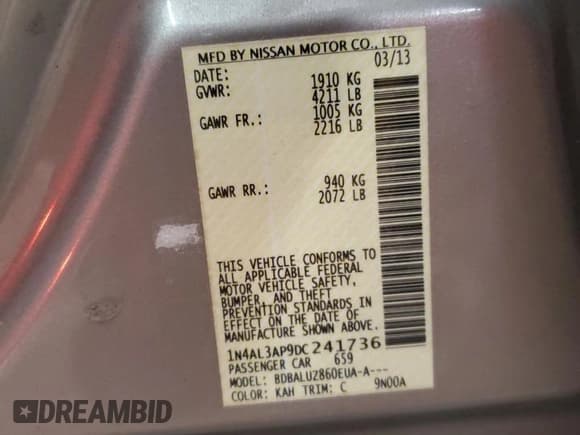 MFD BY NISSAN MOTOR CO., LTD.
DATE: 03/13
GVWR: 1910 KG
4211 LB
GAWR FR.: 1005 KG
2216 LB
GAWR RR.: 940 KG
2072 LB
THIS VEHICLE CONFORMS TO
ALL APPLICABLE FEDERAL
MOTOR VEHICLE SAFETY,
BUMPER, AND THEFT
PREVENTION STANDARDS IN
EFFECT ON THE DATE OF
MANUFACTURE SHOWN ABOVE.
1N4AL3AP9DC241736
PASSENGER CAR 659
MODEL: BDBALUZ860EUA-A---
COLOR: KAH TRIM: C 9N00A
DREAMBID